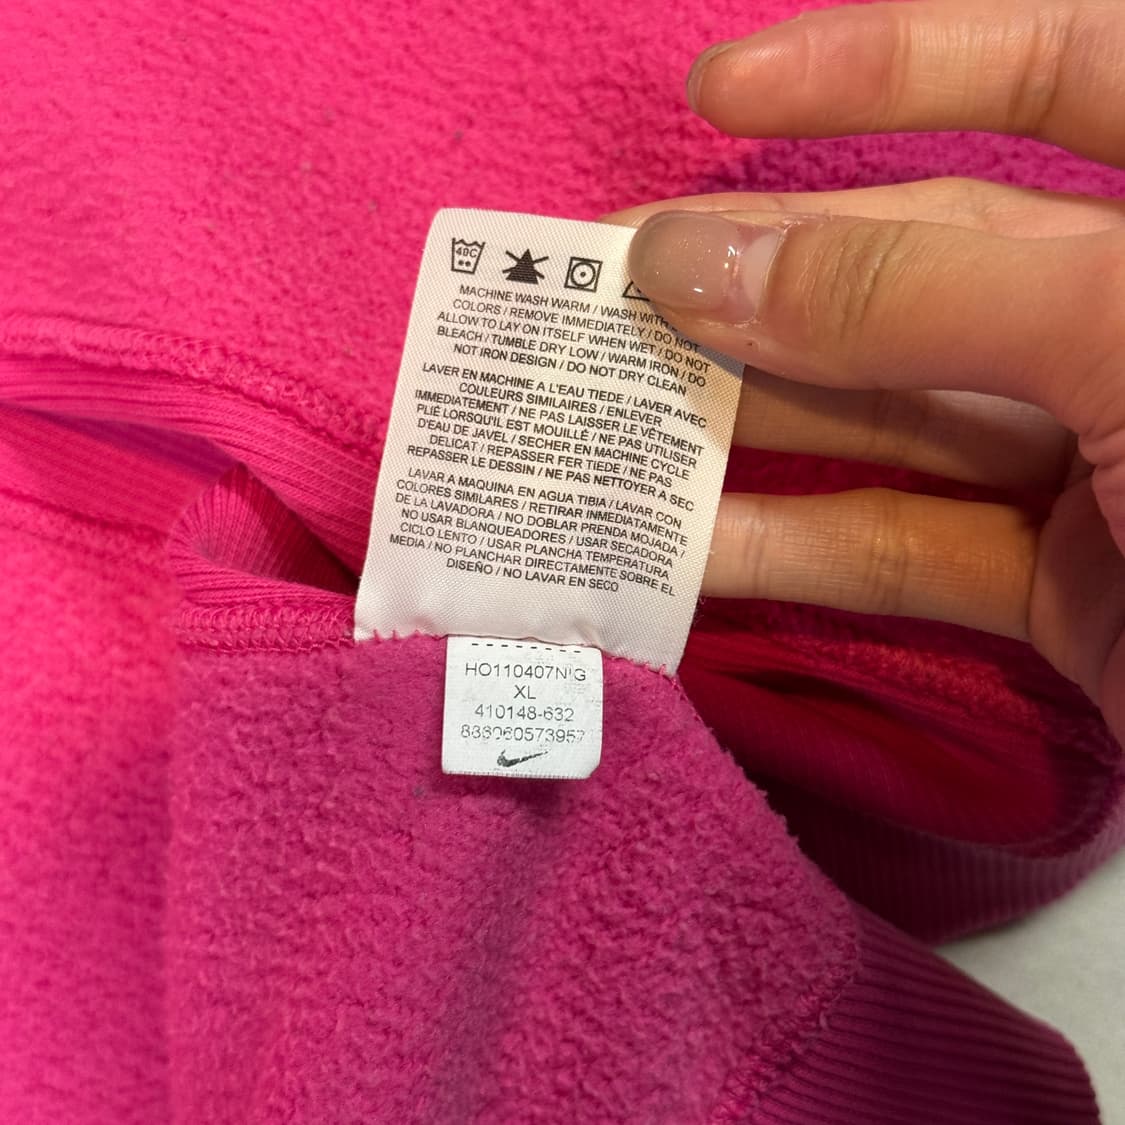 40C
MACHINE WASH WARM / WASH WITH
COLORS / REMOVE IMMEDIATELY / DO NOT
ALLOW TO LAY ON ITSELF WHEN WET / DO NOT
BLEACH / TUMBLE DRY LOW / WARM IRON / DO
NOT IRON DESIGN / DO NOT DRY CLEAN
LAVER EN MACHINE A L'EAU TIEDE / LAVER AVEC
COULEURS SIMILAIRES / ENLEVER
IMMEDIATEMENT / NE PAS LAISSER LE VÊTEMENT
PLIÉ LORSQU'IL EST MOUILLÉ / NE PAS UTILISER
D'EAU DE JAVEL / SECHER EN MACHINE CYCLE
DELICAT / REPASSER FER TIEDE / NE PAS
REPASSER LE DESSIN / NE PAS NETTOYER A SEC
LAVAR A MAQUINA EN AGUA TIBIA / LAVAR CON
COLORES SIMILARES / RETIRAR INMEDIATAMENTE
DE LA LAVADORA / NO DOBLAR PRENDA MOJADA /
NO USAR BLANQUEADORES / USAR SECADORA
CICLO LENTO / USAR PLANCHA TEMPERATURA
MEDIA / NO PLANCHAR DIRECTAMENTE SOBRE EL
DISEÑO / NO LAVAR EN SECO
XL
410148-632